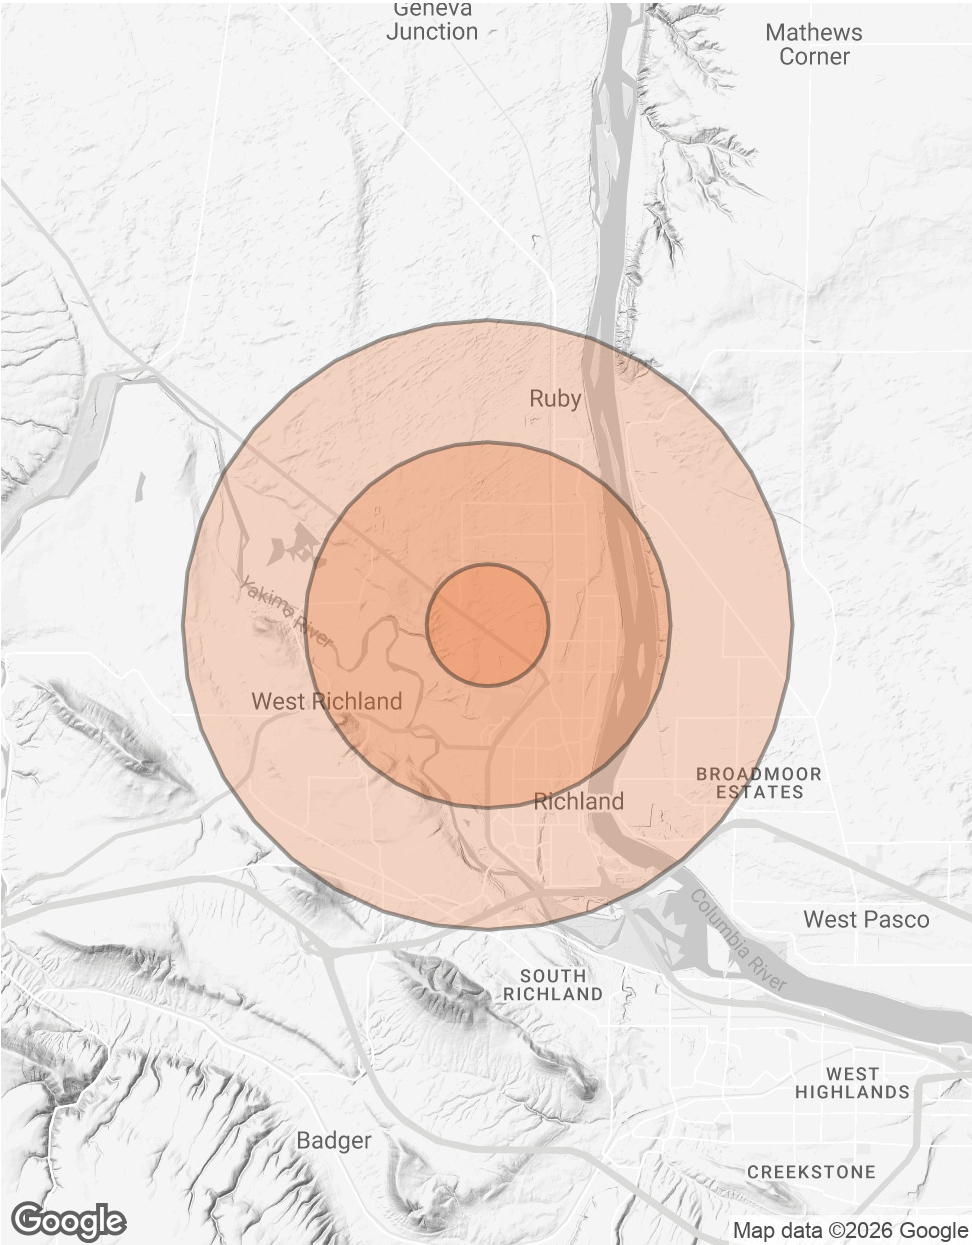 Geneva
Junction
Mathews
Corner
Ruby
Yakima River
West Richland
BROADMOOR
ESTATES
Richland
Columbia River
West Pasco
SOUTH
RICHLAND
WEST
HIGHLANDS
Badger
CREEKSTONE
Google
Map data ©2026 Google